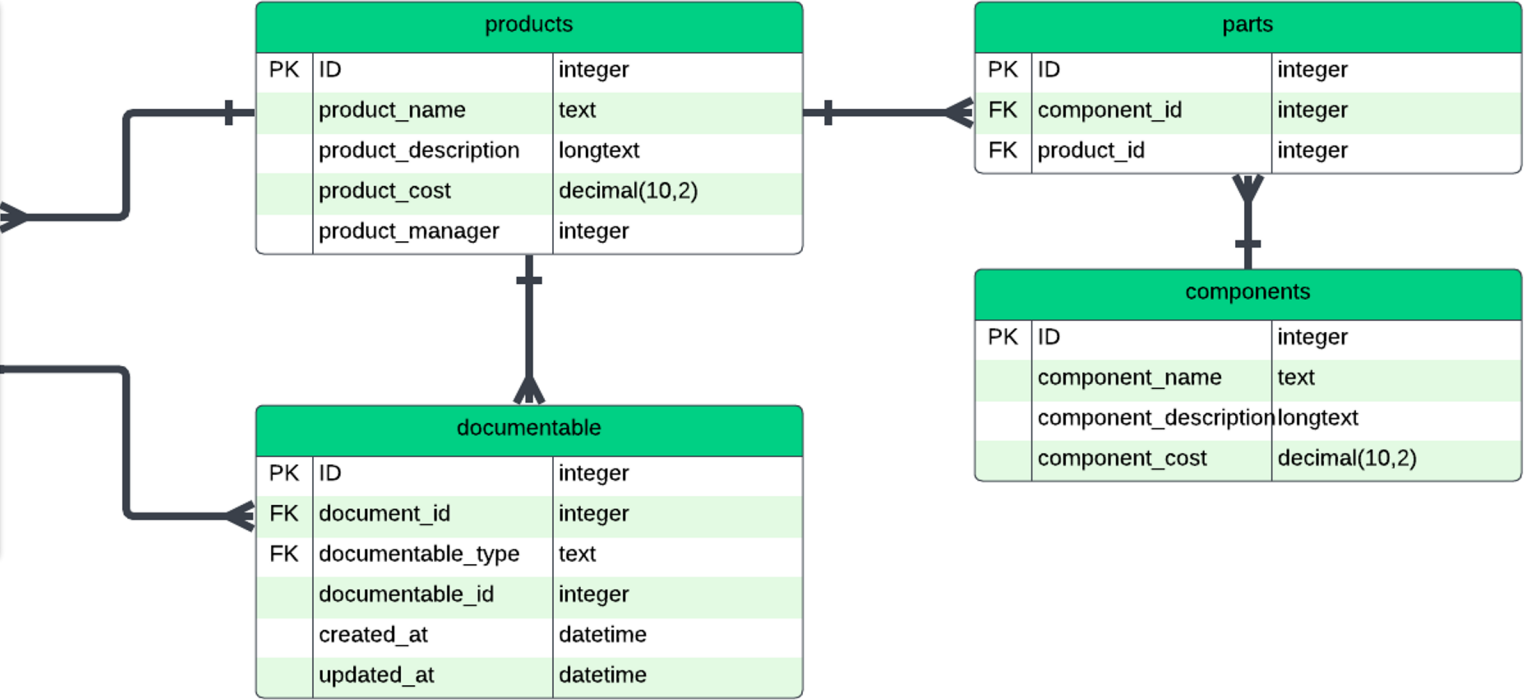 products
PK ID integer
product_name text
product_description longtext
product_cost decimal(10,2)
product_manager integer
parts
PK ID integer
FK component_id integer
FK product_id integer
components
PK ID integer
component_name text
component_description longtext
component_cost decimal(10,2)
documentable
PK ID integer
FK document_id integer
FK documentable_type text
documentable_id integer
created_at datetime
updated_at datetime